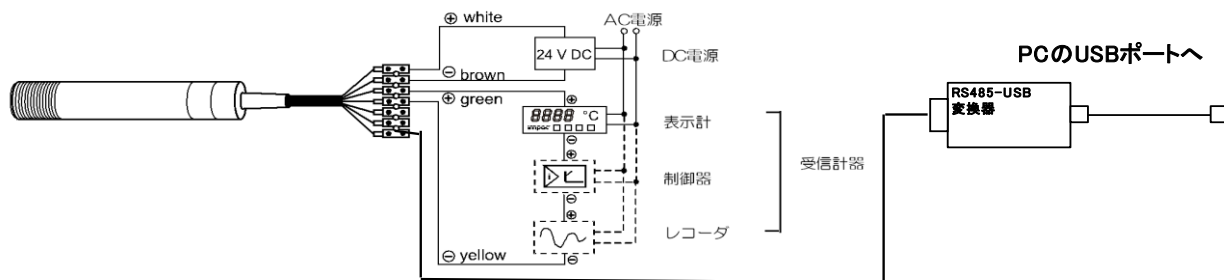 ⊕ white
AC電源
24 V DC
DC電源
⊖ brown
⊕ green
⊕
8888 °C
impac
表示計
⊖
⊕
制御器
⊖
⊕
レコーダ
⊖ yellow
⊖
受信計器
PCのUSBポートへ
RS485-USB
変換器